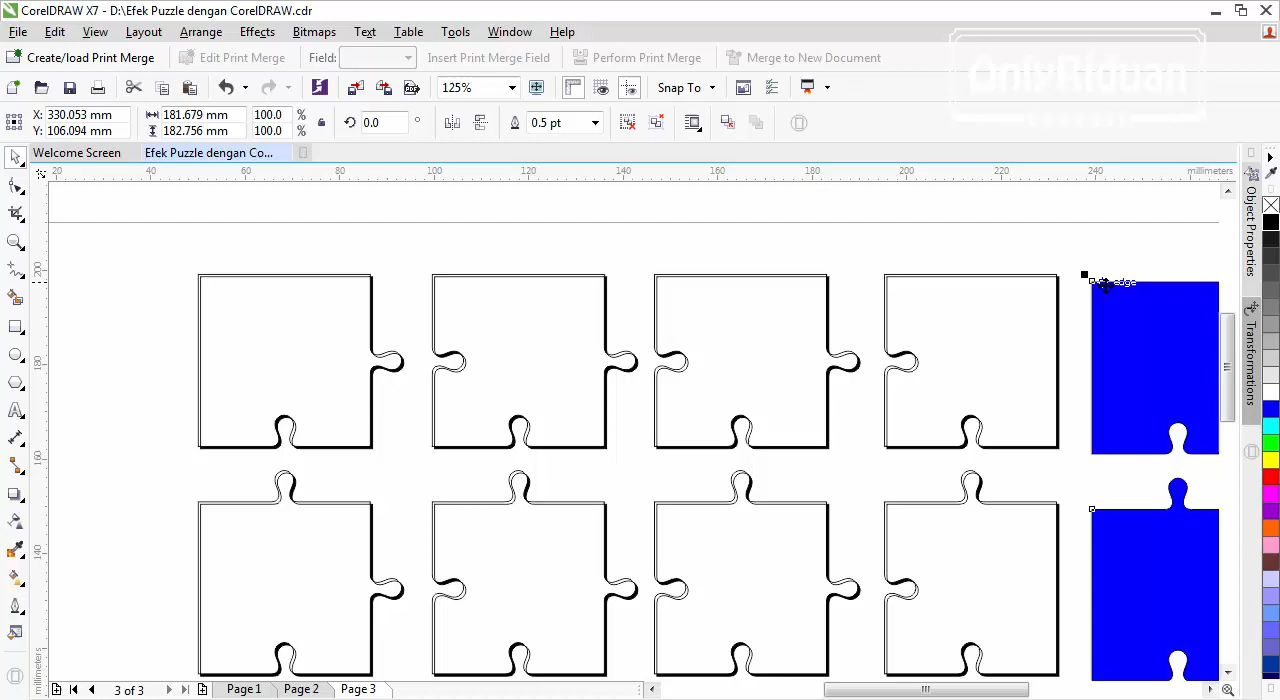 CorelDRAW X7 - D:\Efek Puzzle dengan CorelDRAW.cdr
File Edit View Layout Arrange Effects Bitmaps Text Table Tools Window Help
Create/load Print Merge Edit Print Merge Field: Insert Print Merge Field Perform Print Merge Merge to New Document
OnlyRiduan
125% Snap To
X: 330.053 mm 181.679 mm 100.0 %
Y: 106.094 mm 182.756 mm 100.0 %
0.0 ° 0.5 pt
Welcome Screen Efek Puzzle dengan Co...
20 40 60 80 100 120 140 160 180 200 220 240 millimeters
200
180
160
140
millimeters
edge
Object Properties
Transformations
3 of 3 Page 1 Page 2 Page 3